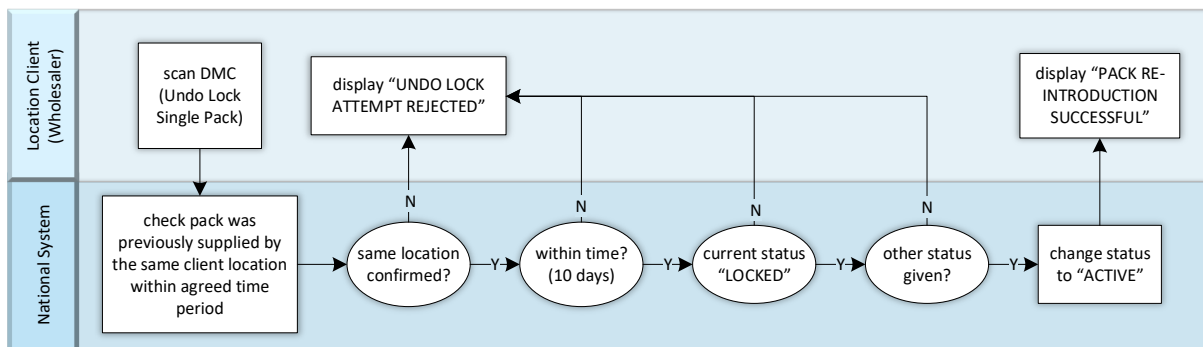 Location Client
(Wholesaler)
scan DMC
(Undo Lock
Single Pack)
display “UNDO LOCK
ATTEMPT REJECTED”
display “PACK RE-
INTRODUCTION
SUCCESSFUL”
National System
check pack was
previously supplied by
the same client location
within agreed time
period
same location
confirmed?
N
Y
within time?
(10 days)
N
Y
current status
“LOCKED”
N
Y
other status
given?
N
Y
change status
to “ACTIVE”